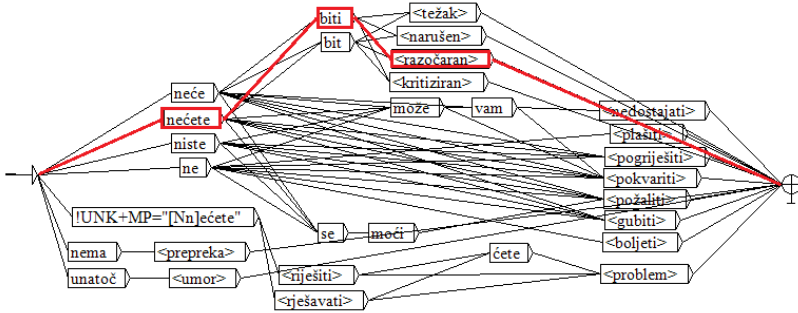 biti
<težak>
bit
<narušen>
<razočaran>
<kritiziran>
neće
nećete
niste
ne
može
vam
<nedostajati>
<plašiti>
<pogriješiti>
<pokvariti>
<požaliti>
<gubiti>
<boljeti>
!UNK+MP="[Nn]ećete"
se
moći
nema
<prepreka>
unatoč
<umor>
<riješiti>
<rješavati>
ćete
<problem>